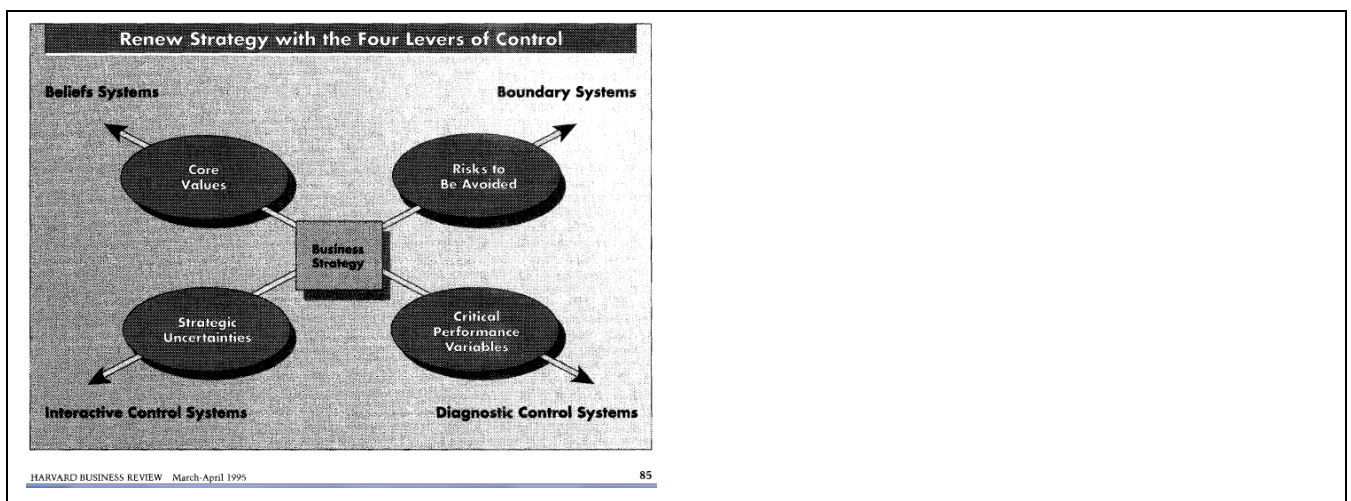 Renew Strategy with the Four Levers of Control
Beliefs Systems
Boundary Systems
Core
Values
Risks to
Be Avoided
Business
Strategy
Strategic
Uncertainties
Critical
Performance
Variables
Interactive Control Systems
Diagnostic Control Systems
HARVARD BUSINESS REVIEW March-April 1995
85